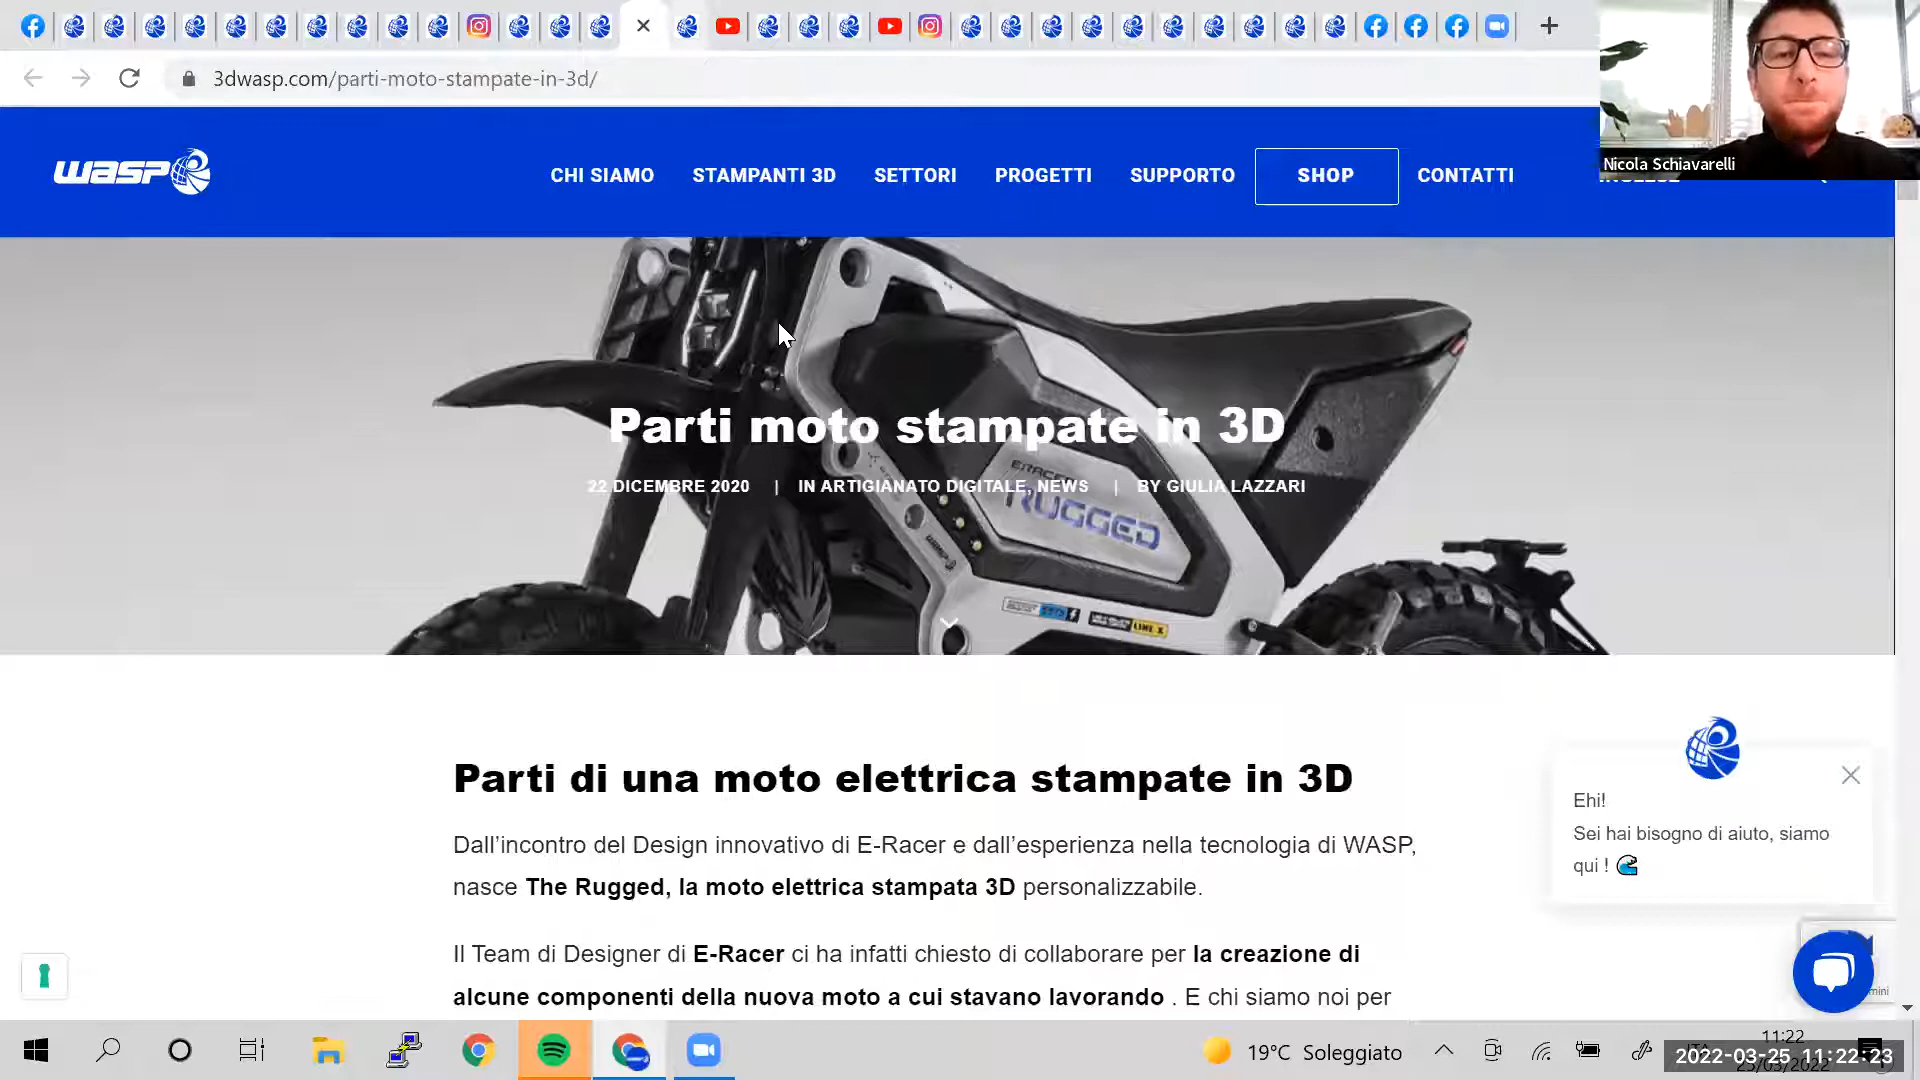 3dwasp.com/parti-moto-stampate-in-3d/
Nicola Schiavarelli
wasp
CHI SIAMO
STAMPANTI 3D
SETTORI
PROGETTI
SUPPORTO
SHOP
CONTATTI
Parti moto stampate in 3D
22 DICEMBRE 2020 | IN ARTIGIANATO DIGITALE, NEWS | BY GIULIA LAZZARI
RUGGED
LINE-X
Parti di una moto elettrica stampate in 3D
Dall’incontro del Design innovativo di E-Racer e dall’esperienza nella tecnologia di WASP,
nasce The Rugged, la moto elettrica stampata 3D personalizzabile.
Il Team di Designer di E-Racer ci ha infatti chiesto di collaborare per la creazione di
alcune componenti della nuova moto a cui stavano lavorando . E chi siamo noi per
Ehi!
Sei hai bisogno di aiuto, siamo
qui !
19°C Soleggiato
11:22
2022-03-25 11:22:23